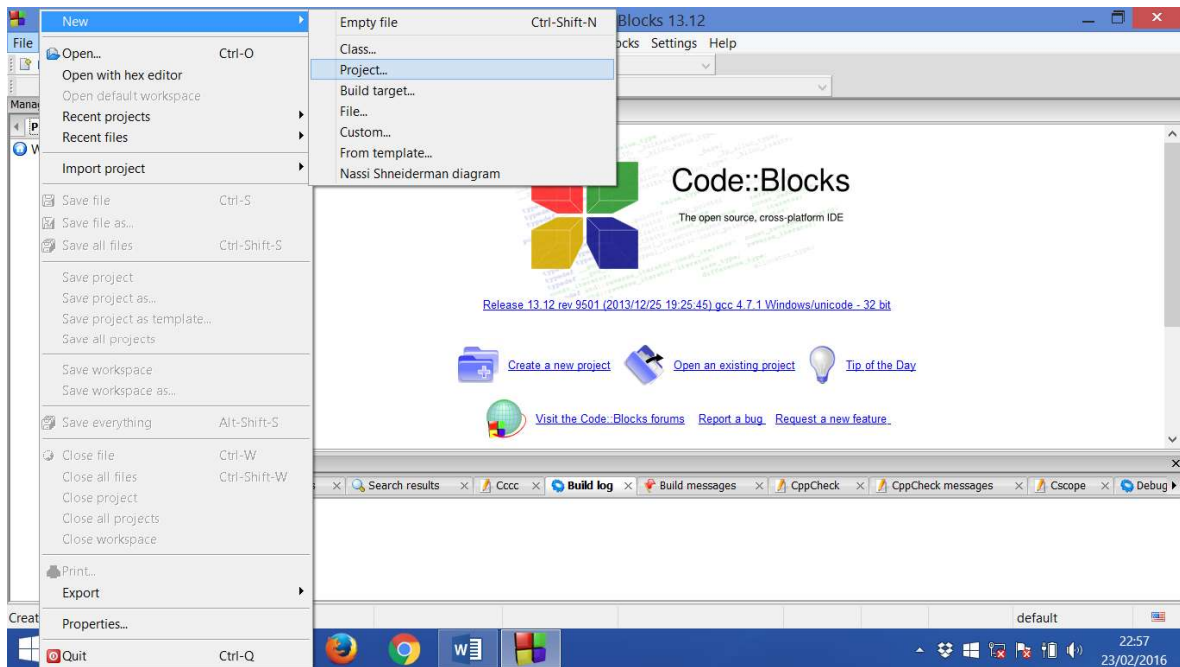 Blocks 13.12
File
ocks Settings Help
New
Open... Ctrl-O
Open with hex editor
Open default workspace
Recent projects
Recent files
Import project
Save file Ctrl-S
Save file as...
Save all files Ctrl-Shift-S
Save project
Save project as...
Save project as template...
Save all projects
Save workspace
Save workspace as...
Save everything Alt-Shift-S
Close file Ctrl-W
Close all files Ctrl-Shift-W
Close project
Close all projects
Close workspace
Print...
Export
Properties...
Quit Ctrl-Q
Empty file Ctrl-Shift-N
Class...
Project...
Build target...
File...
Custom...
From template...
Nassi Shneiderman diagram
Mana
P
W
Code::Blocks
The open source, cross-platform IDE
Release 13.12 rev 9501 (2013/12/25 19:25:45) gcc 4.7.1 Windows/unicode - 32 bit
Create a new project Open an existing project Tip of the Day
Visit the Code::Blocks forums Report a bug Request a new feature
Search results Cccc Build log Build messages CppCheck CppCheck messages Cscope Debug
Creat
default
22:57
23/02/2016